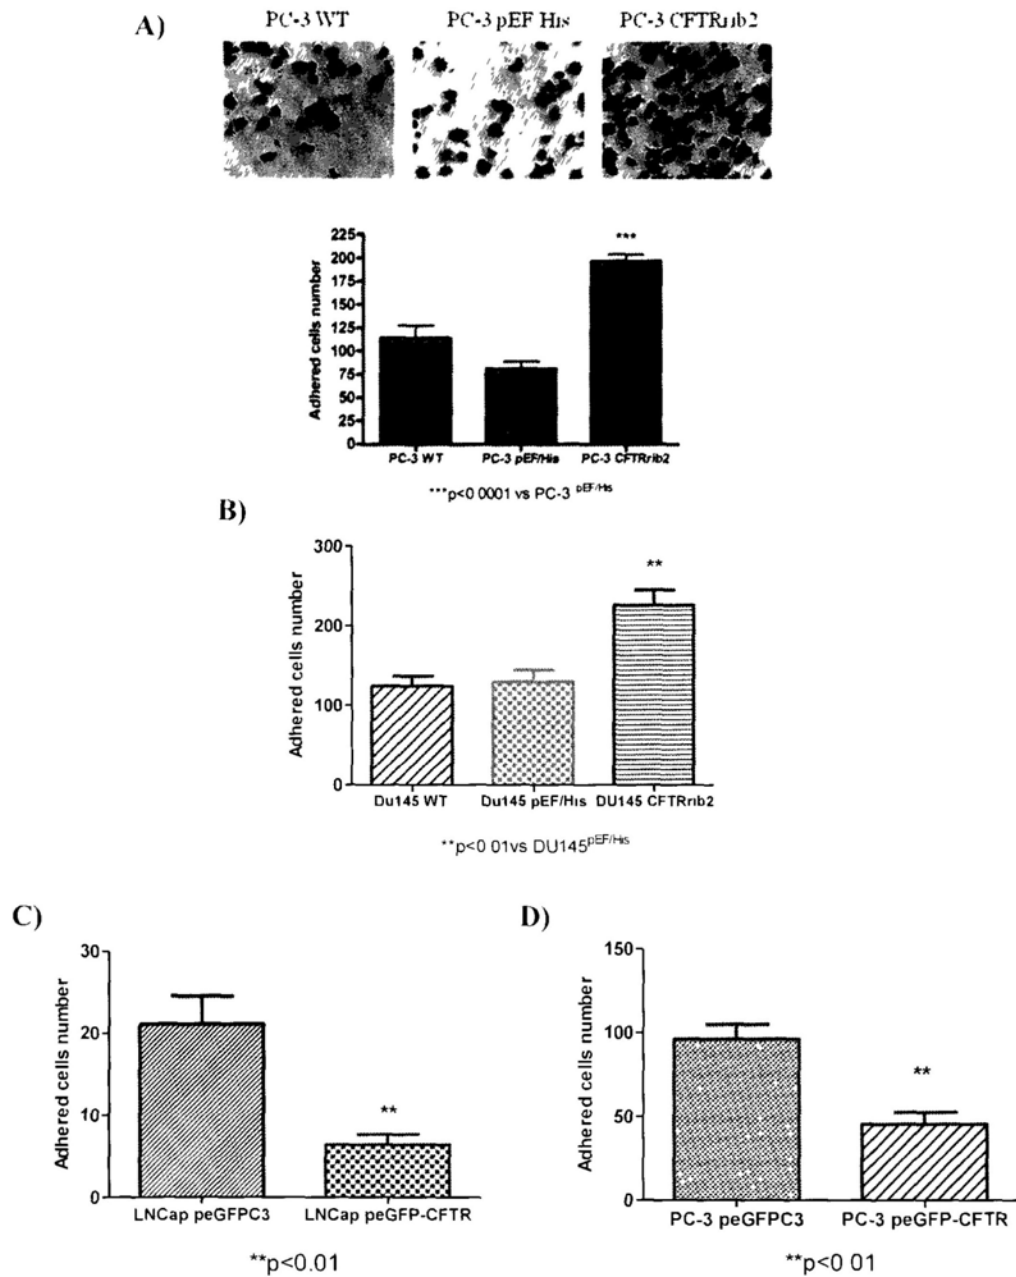 A)
PC-3 WT PC-3 pEF His PC-3 CFTRrib2
***
225
200
175
150
125
100
75
50
25
0
Adhered cells number
PC-3 WT PC-3 pEF/His PC-3 CFTRrib2
***p<0 0001 vs PC-3 pEF/His
B)
**
300
200
100
0
Adhered cells number
Du145 WT Du145 pEF/His DU145 CFTRrib2
**p<0 01vs DU145pEF/His
C)
30
20
10
0
Adhered cells number
**
LNCap peGFPC3 LNCap peGFP-CFTR
**p<0.01
D)
150
100
50
0
Adhered cells number
**
PC-3 peGFPC3 PC-3 peGFP-CFTR
**p<0 01